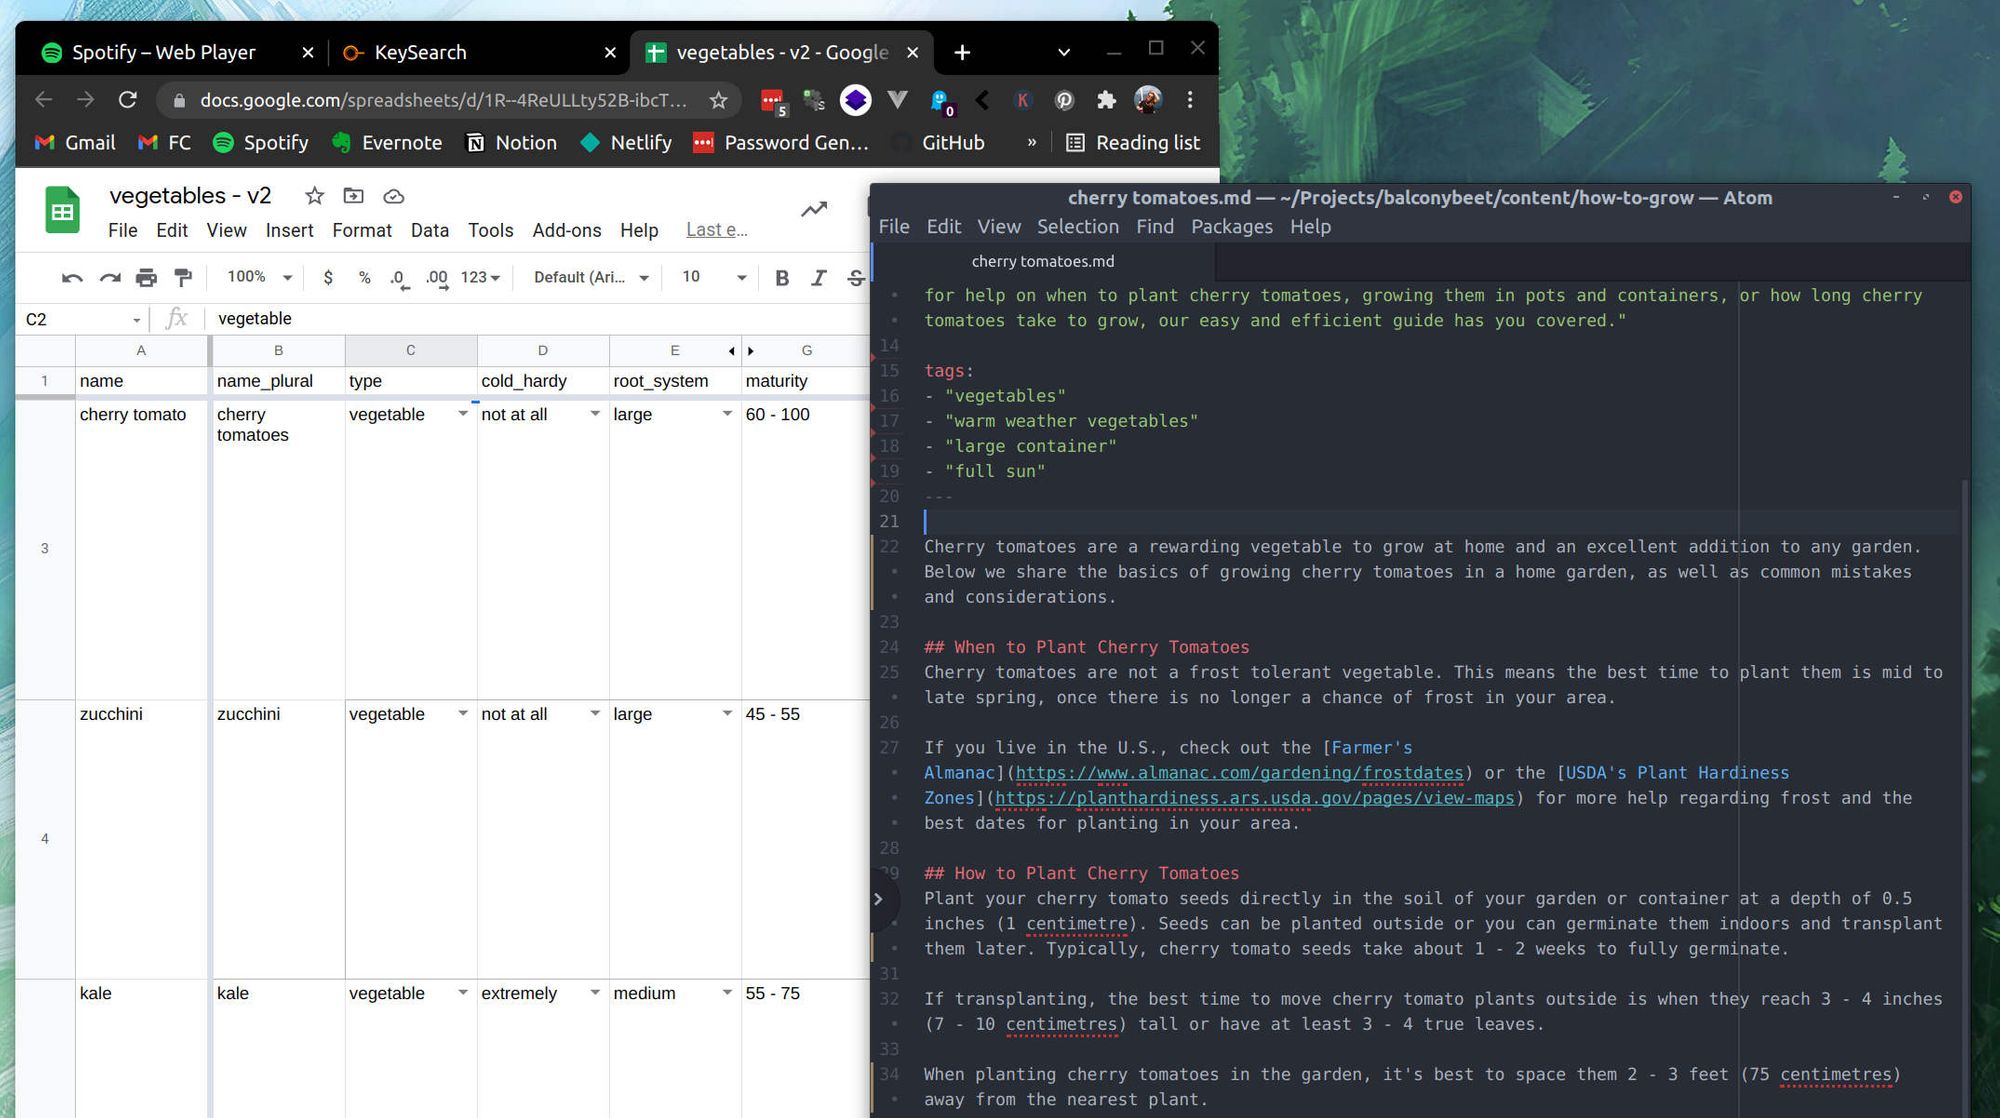 Spotify – Web Player
KeySearch
vegetables - v2 - Google
docs.google.com/spreadsheets/d/1R--4ReULLty52B-ibcT...
5
0
K
Gmail
FC
Spotify
Evernote
Notion
Netlify
Password Gen...
GitHub
»
Reading list
vegetables - v2
File Edit View Insert Format Data Tools Add-ons Help Last e...
100% $ % .0 .00 123 Default (Ari... 10 B I S
C2 fx vegetable
A B C D E G
1 name name_plural type cold_hardy root_system maturity
3 cherry tomato cherry tomatoes vegetable not at all large 60 - 100
4 zucchini zucchini vegetable not at all large 45 - 55
kale kale vegetable extremely medium 55 - 75
cherry tomatoes.md — ~/Projects/balconybeet/content/how-to-grow — Atom
File Edit View Selection Find Packages Help
cherry tomatoes.md
for help on when to plant cherry tomatoes, growing them in pots and containers, or how long cherry
tomatoes take to grow, our easy and efficient guide has you covered."
14
15 tags:
16 - "vegetables"
17 - "warm weather vegetables"
18 - "large container"
19 - "full sun"
20 ---
21
22 Cherry tomatoes are a rewarding vegetable to grow at home and an excellent addition to any garden.
Below we share the basics of growing cherry tomatoes in a home garden, as well as common mistakes
and considerations.
23
24 ## When to Plant Cherry Tomatoes
25 Cherry tomatoes are not a frost tolerant vegetable. This means the best time to plant them is mid to
late spring, once there is no longer a chance of frost in your area.
26
27 If you live in the U.S., check out the [Farmer's
Almanac](https://www.almanac.com/gardening/frostdates) or the [USDA's Plant Hardiness
Zones](https://planthardiness.ars.usda.gov/pages/view-maps) for more help regarding frost and the
best dates for planting in your area.
28
29 ## How to Plant Cherry Tomatoes
Plant your cherry tomato seeds directly in the soil of your garden or container at a depth of 0.5
inches (1 centimetre). Seeds can be planted outside or you can germinate them indoors and transplant
them later. Typically, cherry tomato seeds take about 1 - 2 weeks to fully germinate.
31
32 If transplanting, the best time to move cherry tomato plants outside is when they reach 3 - 4 inches
(7 - 10 centimetres) tall or have at least 3 - 4 true leaves.
33
34 When planting cherry tomatoes in the garden, it's best to space them 2 - 3 feet (75 centimetres)
away from the nearest plant.